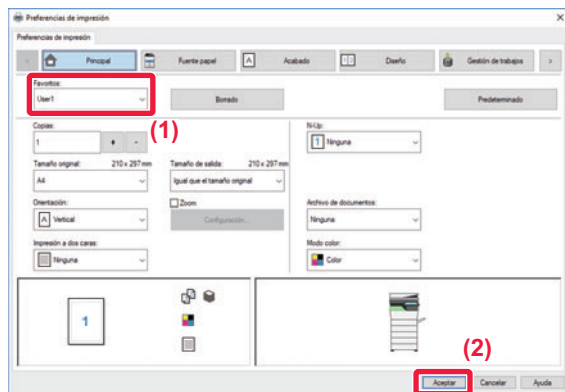 Preferencias de impresión
Preferencias de impresión
Principal
Fuente papel
A
Acabado
Diseño
Gestión de trabajos
Favoritos:
User1
Borrado
Predeterminado
(1)
Copias:
1
+
-
N-Up:
1
Ninguna
Tamaño original:
210 x 297 mm
A4
Tamaño de salida:
210 x 297 mm
Igual que el tamaño original
Orientación:
A
Vertical
Zoom
Configuración...
Archivo de documentos:
Ninguna
Impresión a dos caras:
Ninguna
Modo color:
Color
1
(2)
Aceptar
Cancelar
Ayuda